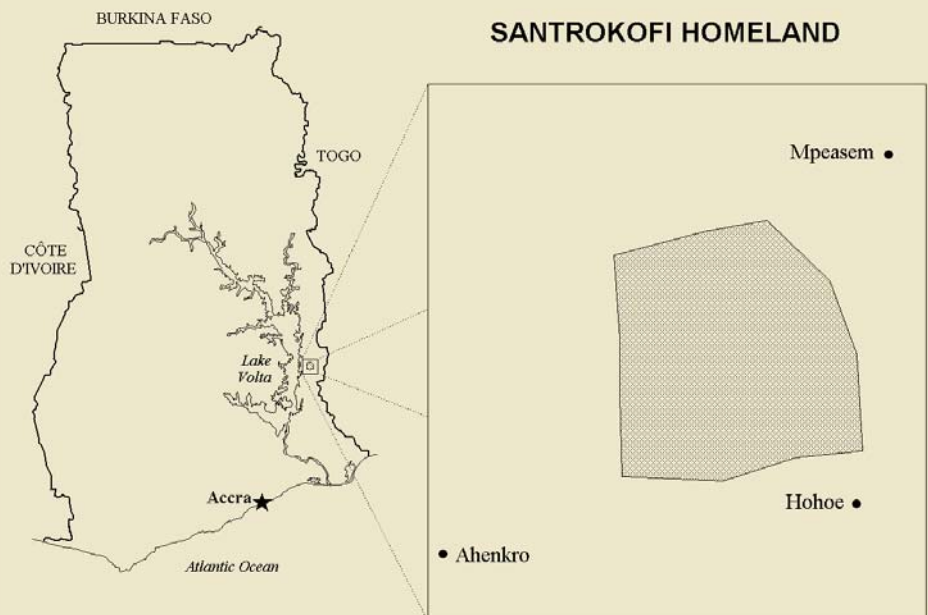 BURKINA FASO
SANTROKOFI HOMELAND
Mpeasem
TOGO
CÔTE
D'IVOIRE
Lake
Volta
Accra
Hohoe
Ahenkro
Atlantic Ocean